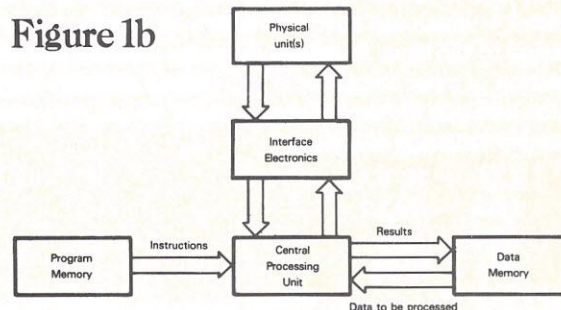 Figure 1b
Physical
unit(s)
Interface
Electronics
Instructions
Results
Program
Memory
Central
Processing
Unit
Data
Memory
Data to be processed